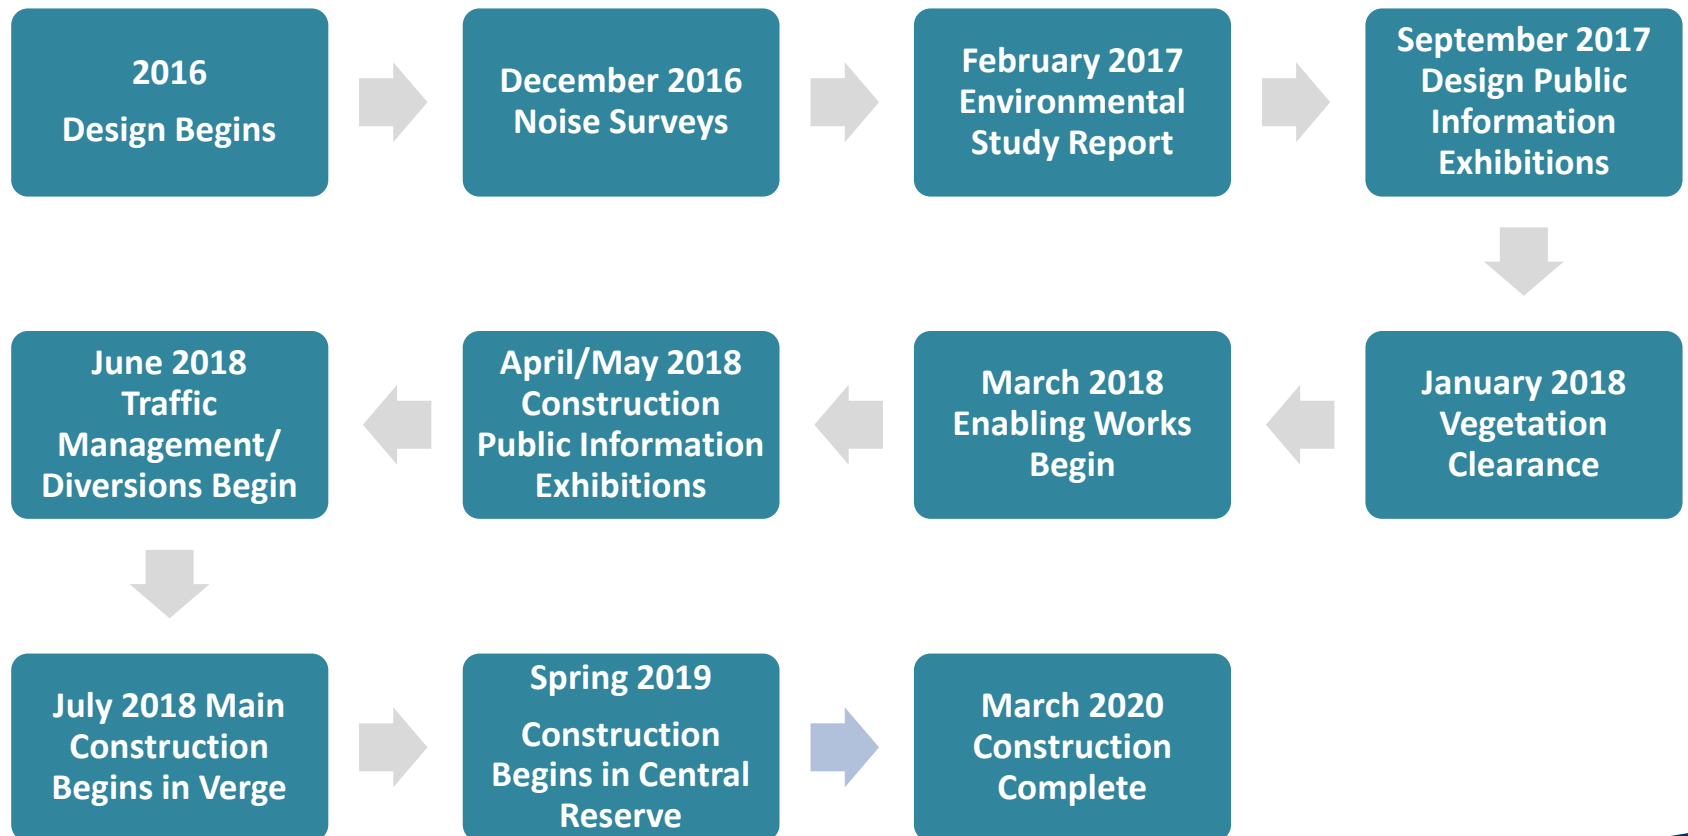 2016
Design Begins
December 2016
Noise Surveys
February 2017
Environmental
Study Report
September 2017
Design Public
Information
Exhibitions
January 2018
Vegetation
Clearance
March 2018
Enabling Works
Begin
April/May 2018
Construction
Public Information
Exhibitions
June 2018
Traffic
Management/
Diversions Begin
July 2018 Main
Construction
Begins in Verge
Spring 2019
Construction
Begins in Central
Reserve
March 2020
Construction
Complete